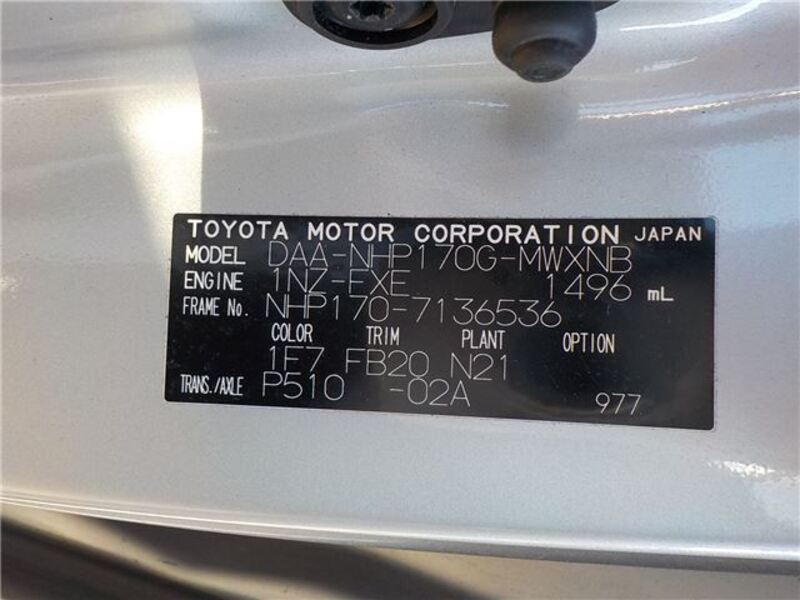 TOYOTA MOTOR CORPORATION JAPAN
MODEL DAA-NHP170G-MWXNB
ENGINE 1NZ-FXE 1496 mL
FRAME No. NHP170-7136536
COLOR TRIM PLANT OPTION
1F7 FB20 N21
TRANS./AXLE P510 -02A 977